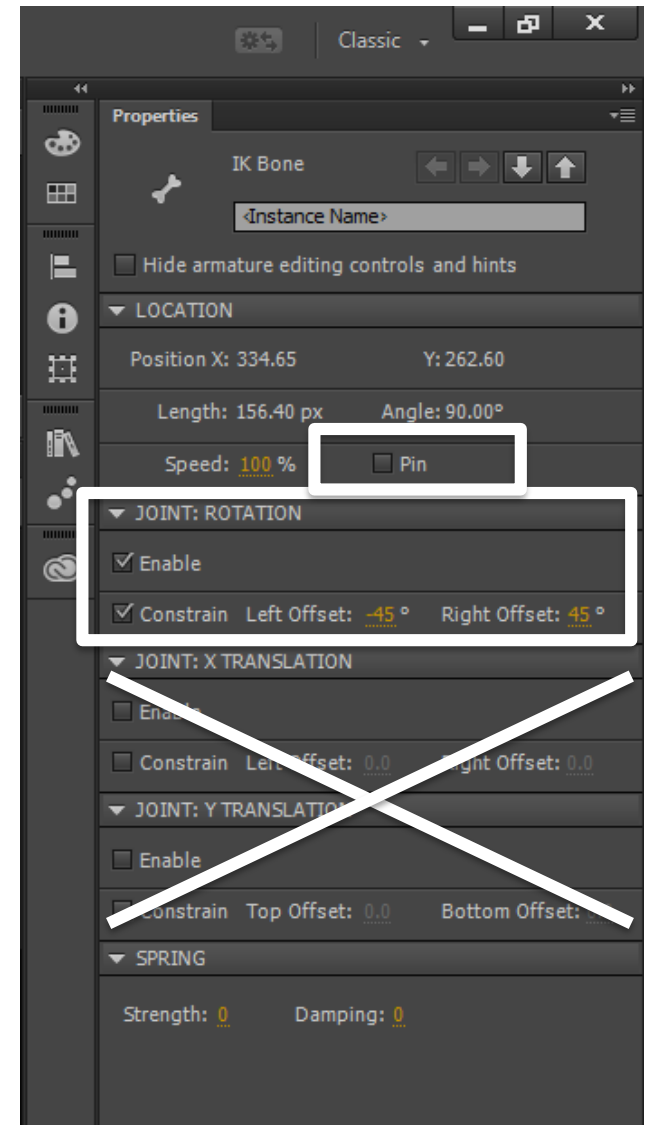 Classic
Properties
IK Bone
<Instance Name>
Hide armature editing controls and hints
LOCATION
Position X: 334.65 Y: 262.60
Length: 156.40 px Angle: 90.00°
Speed: 100 % Pin
JOINT: ROTATION
Enable
Constrain Left Offset: -45 ° Right Offset: 45 °
JOINT: X TRANSLATION
Enable
Constrain Left Offset: 0.0 Right Offset: 0.0
JOINT: Y TRANSLATION
Enable
Constrain Top Offset: 0.0 Bottom Offset:
SPRING
Strength: 0 Damping: 0